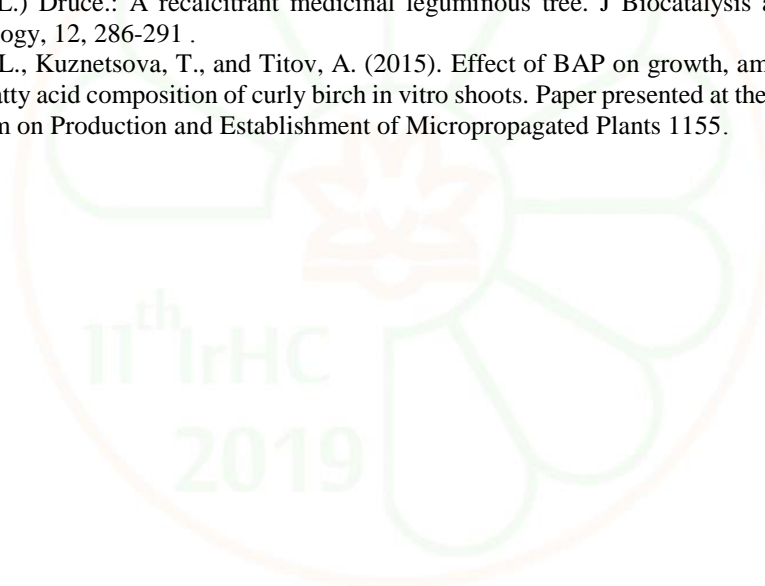 L.) Druce.: A recalcitrant medicinal leguminous tree. J Biocatalysis
ogy, 12, 286-291 .
L., Kuznetsova, T., and Titov, A. (2015). Effect of BAP on growth,
fatty acid composition of curly birch in vitro shoots. Paper presented at the
on Production and Establishment of Micropropagated Plants 1155.
11th IrHC
2019